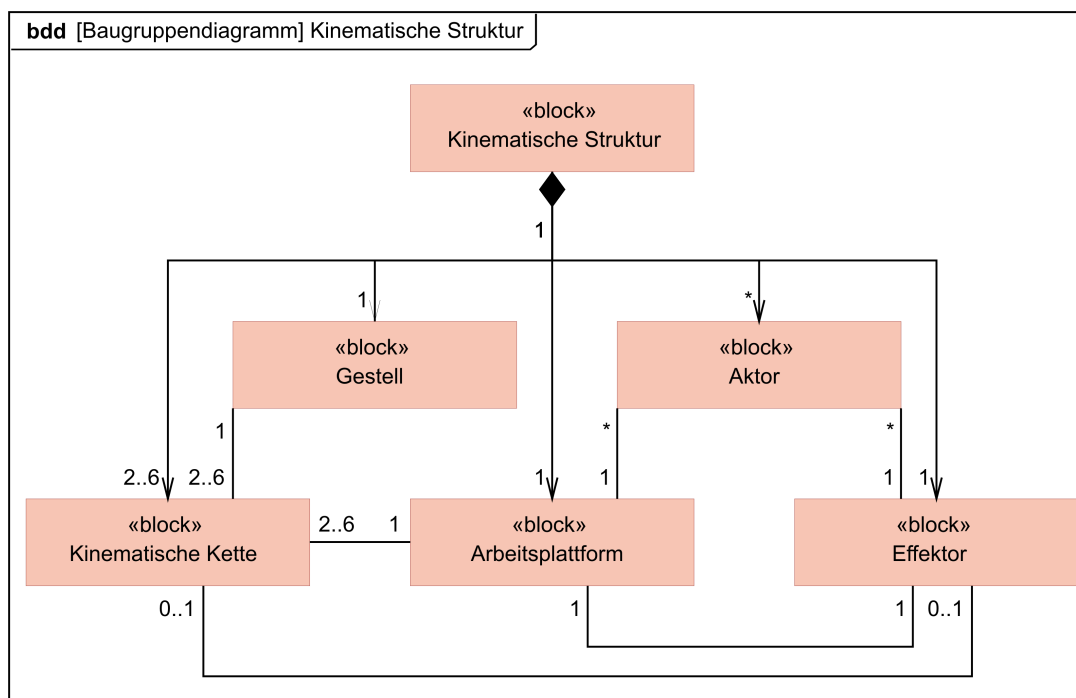 bdd [Baugruppendiagramm] Kinematische Struktur
«block»
Kinematische Struktur
1
1
*
«block»
Gestell
«block»
Aktor
1
*
*
2..6
2..6
1
1
1
1
«block»
Kinematische Kette
2..6
1
«block»
Arbeitsplattform
«block»
Effektor
0..1
1
1
0..1